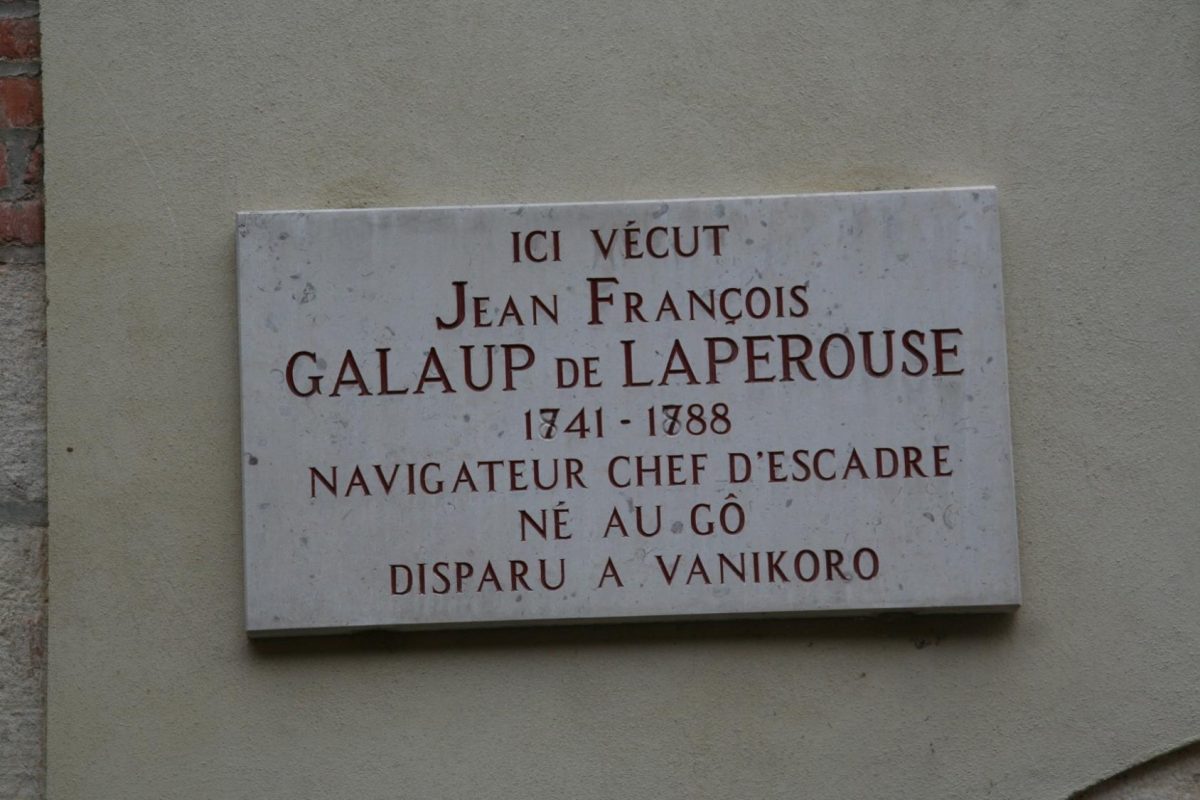 ICI VÉCUT
JEAN FRANÇOIS
GALAUP DE LAPEROUSE
1741 - 1788
NAVIGATEUR CHEF D'ESCADRE
NÉ AU GÔ
DISPARU A VANIKORO